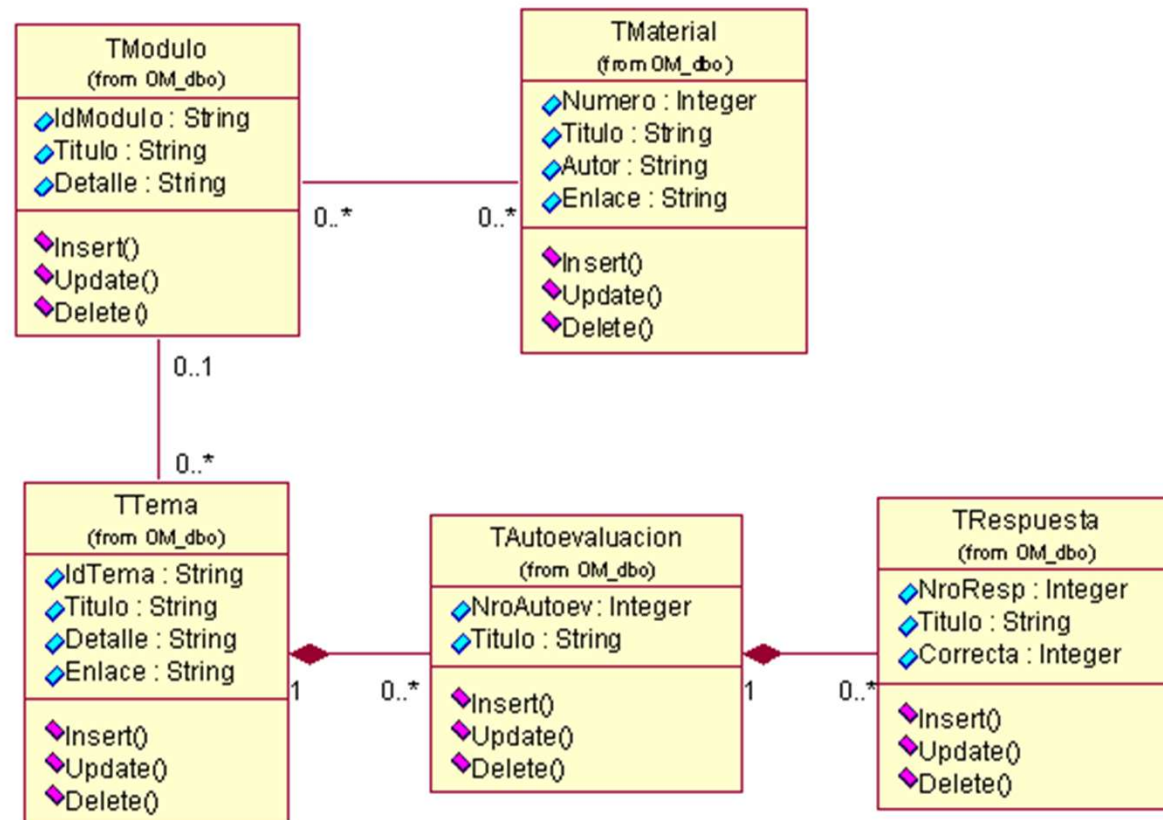 TModulo
(from OM_dbo)
IdModulo : String
Titulo : String
Detalle : String
Insert()
Update()
Delete()
TMaterial
(from OM_dbo)
Numero : Integer
Titulo : String
Autor : String
Enlace : String
Insert()
Update()
Delete()
0..*
0..*
0..1
0..*
TTema
(from OM_dbo)
IdTema : String
Titulo : String
Detalle : String
Enlace : String
Insert()
Update()
Delete()
1
0..*
TAutoevaluacion
(from OM_dbo)
NroAutoev : Integer
Titulo : String
Insert()
Update()
Delete()
1
0..*
TRespuesta
(from OM_dbo)
NroResp : Integer
Titulo : String
Correcta : Integer
Insert()
Update()
Delete()